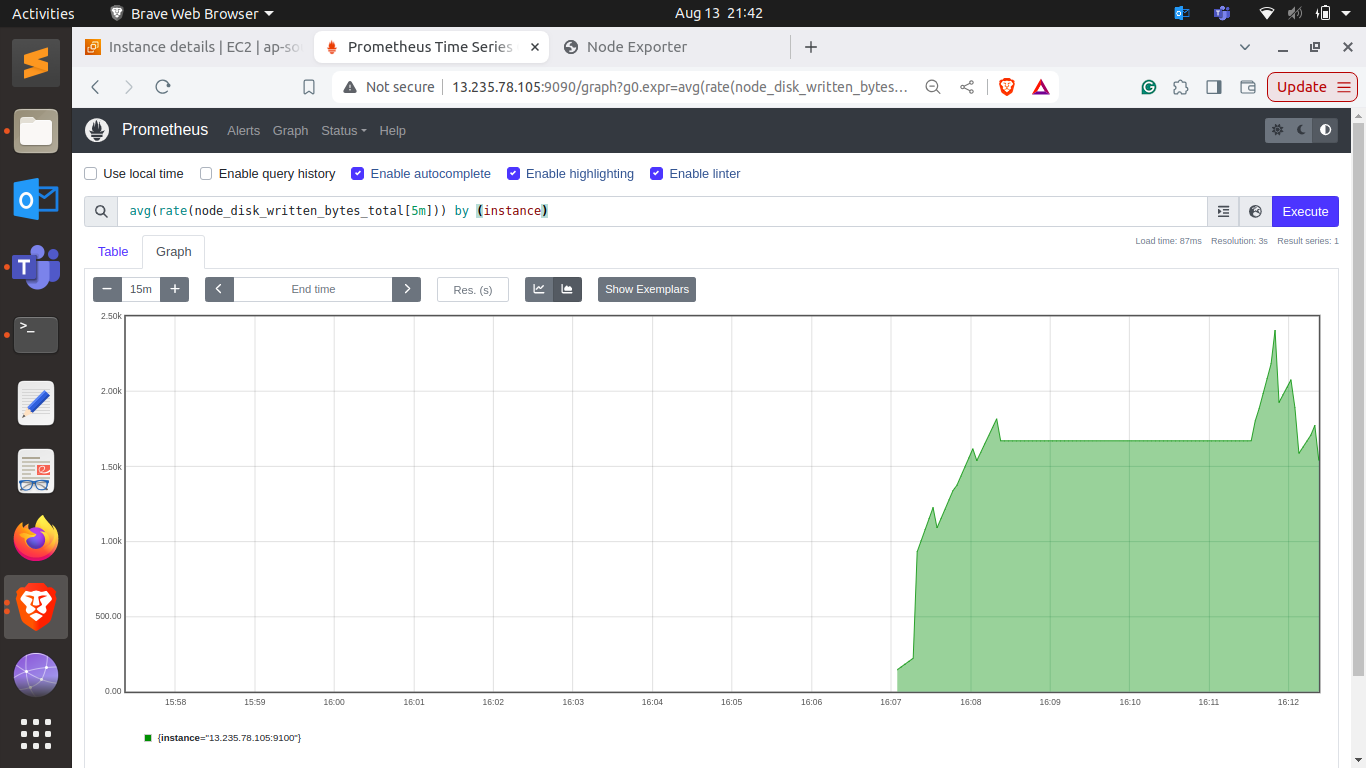 Activities Brave Web Browser Aug 13 21:42
Instance details | EC2 | ap-so Prometheus Time Series Node Exporter
Not secure 13.235.78.105:9090/graph?g0.expr=avg(rate(node_disk_written_bytes... Update
Prometheus Alerts Graph Status Help
Use local time Enable query history Enable autocomplete Enable highlighting Enable linter
avg(rate(node_disk_written_bytes_total[5m])) by (instance) Execute
Load time: 87ms Resolution: 3s Result series: 1
Table Graph
− 15m + End time Res. (s) Show Exemplars
2.50k
2.00k
1.50k
1.00k
500.00
0.00
15:58 15:59 16:00 16:01 16:02 16:03 16:04 16:05 16:06 16:07 16:08 16:09 16:10 16:11 16:12
{instance="13.235.78.105:9100"}